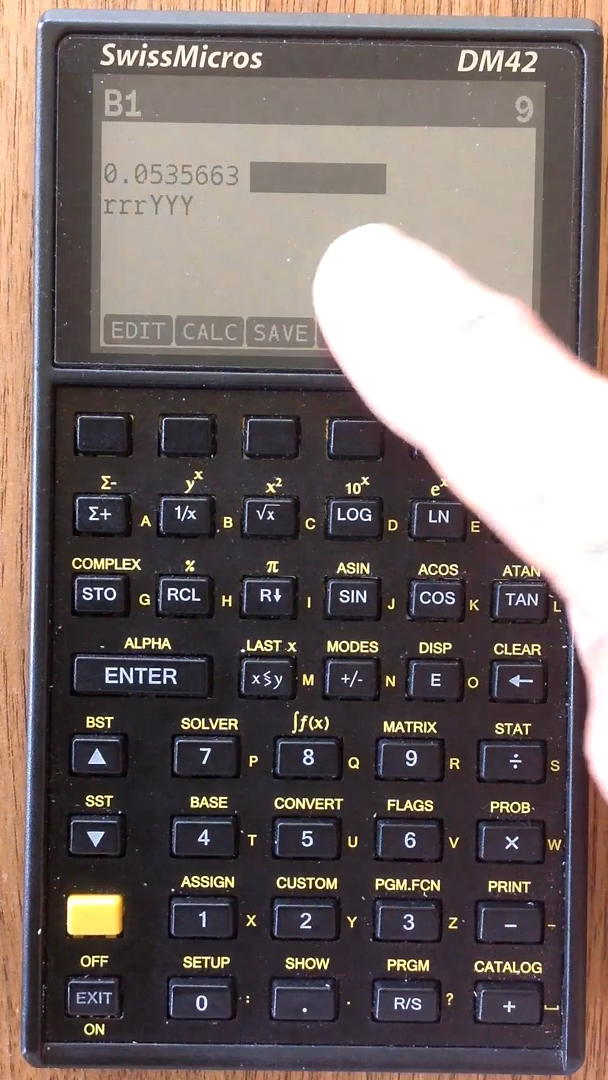 SwissMicros DM42
B1 9
0.0535663
rrrYYY
EDIT CALC SAVE
Σ- yˣ x² 10ˣ eˣ
Σ+ A 1/x B √x C LOG D LN E
COMPLEX % π ASIN ACOS ATAN
STO G RCL H R↓ I SIN J COS K TAN L
ALPHA LAST x MODES DISP CLEAR
ENTER x≶y M +/- N E O ←
BST SOLVER ∫f(x) MATRIX STAT
▲ 7 P 8 Q 9 R ÷ S
SST BASE CONVERT FLAGS PROB
▼ 4 T 5 U 6 V × W
ASSIGN CUSTOM PGM.FCN PRINT
1 X 2 Y 3 Z − -
OFF SETUP SHOW PRGM CATALOG
EXIT 0 : . . R/S ? + ⎵
ON